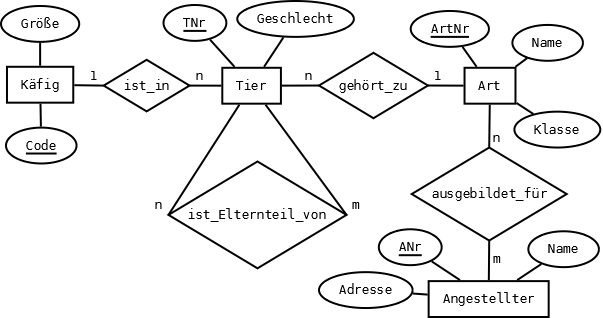 Größe
TNr
Geschlecht
ArtNr
Name
Käfig
1
ist_in
n
Tier
n
gehört_zu
1
Art
Klasse
Code
n
ausgebildet_für
n
m
ist_Elternteil_von
ANr
Name
m
Adresse
Angestellter